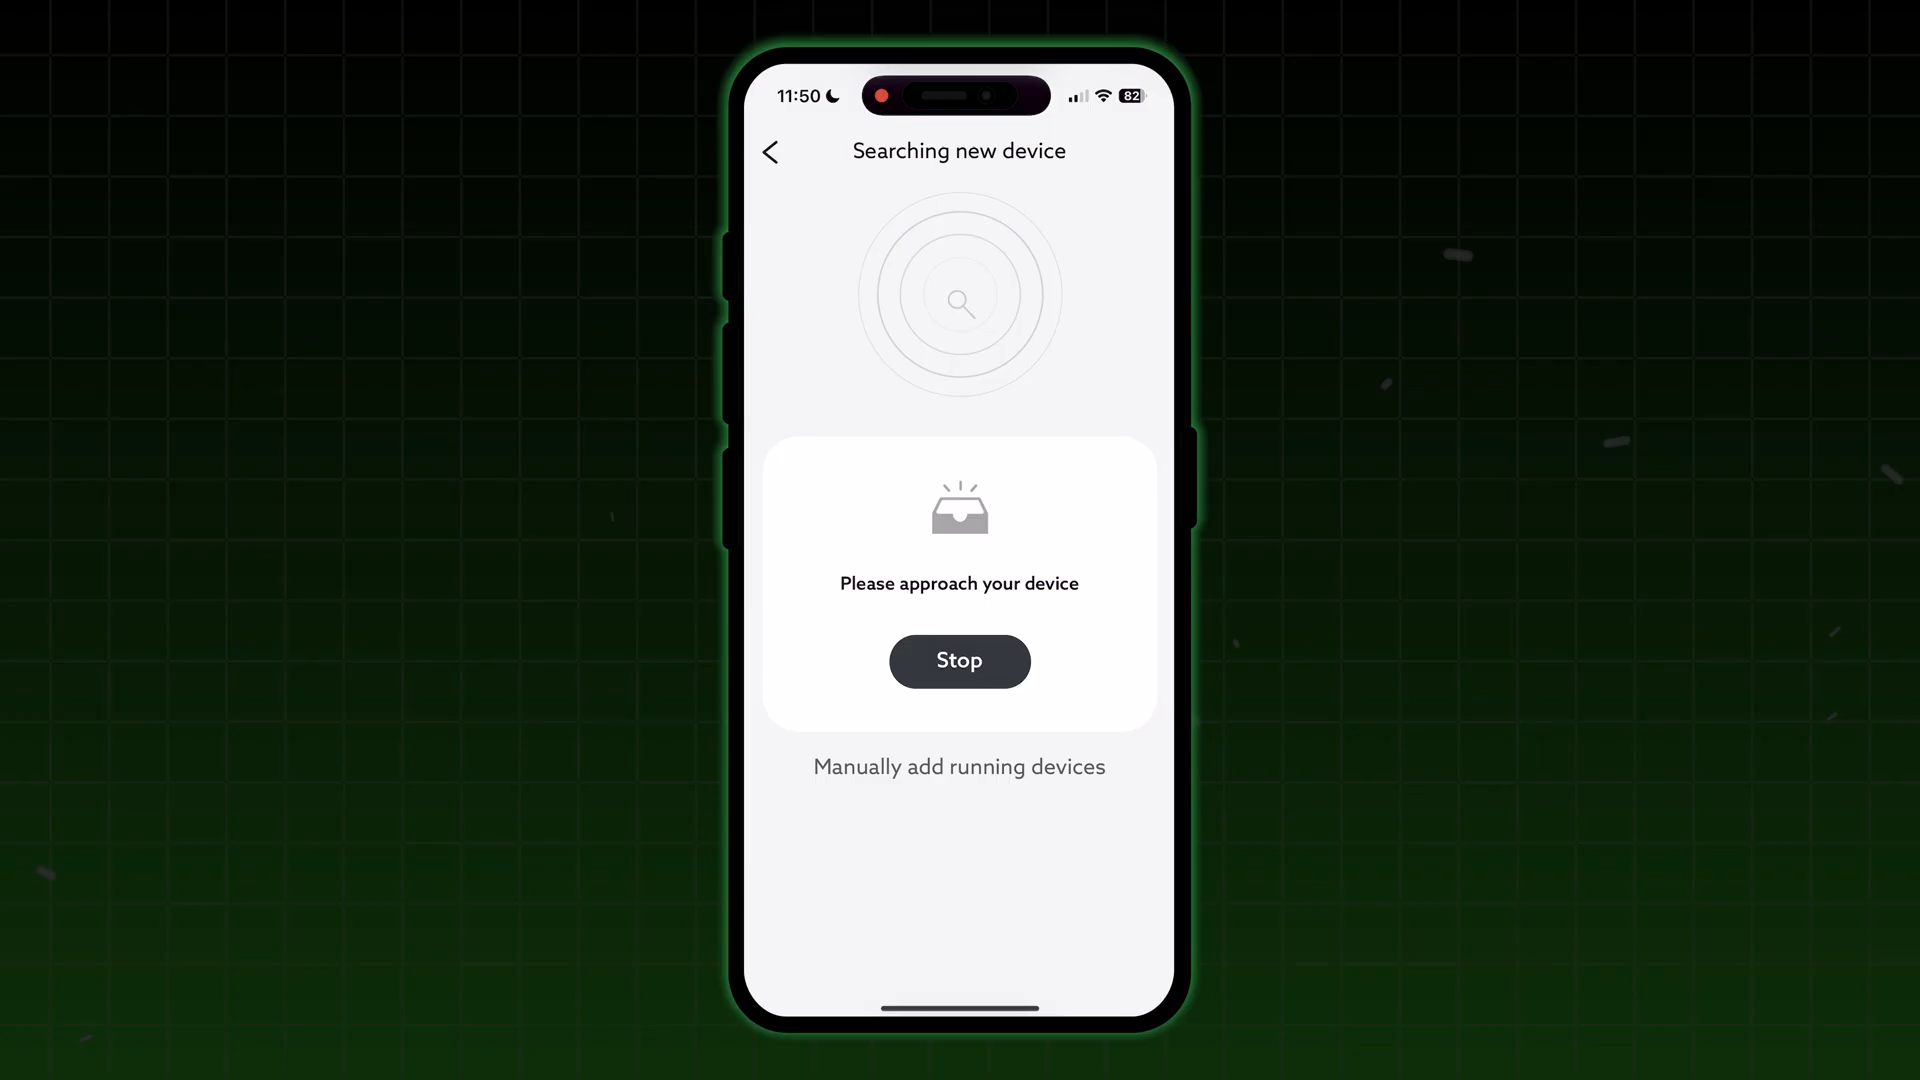 11:50
82
Searching new device
Please approach your device
Stop
Manually add running devices